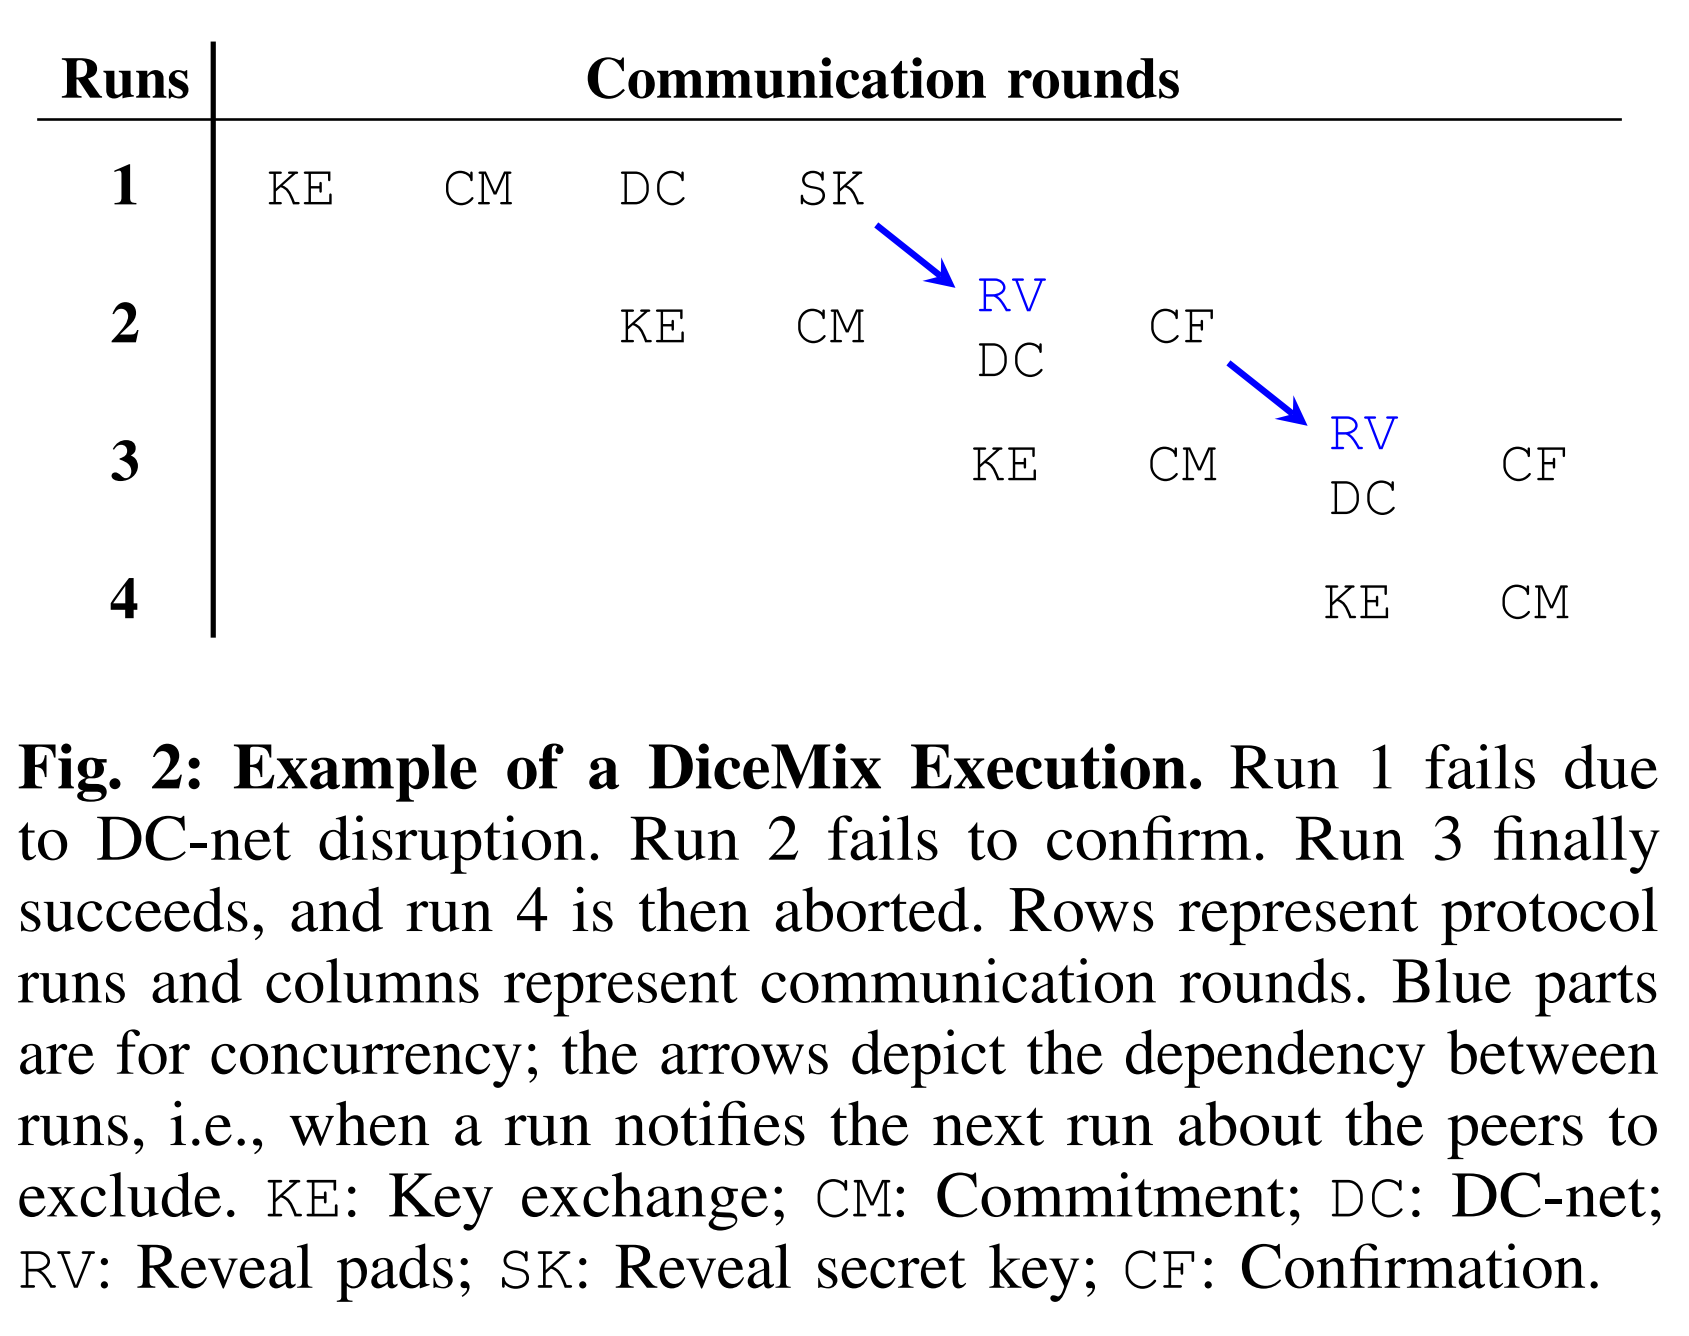 Runs Communication rounds
1 KE CM DC SK
RV
2 KE CM CF
DC
RV
3 KE CM CF
DC
4 KE CM
Fig. 2: Example of a DiceMix Execution. Run 1 fails due
to DC-net disruption. Run 2 fails to confirm. Run 3 finally
succeeds, and run 4 is then aborted. Rows represent protocol
runs and columns represent communication rounds. Blue parts
are for concurrency; the arrows depict the dependency between
runs, i.e., when a run notifies the next run about the peers to
exclude. KE: Key exchange; CM: Commitment; DC: DC-net;
RV: Reveal pads; SK: Reveal secret key; CF: Confirmation.